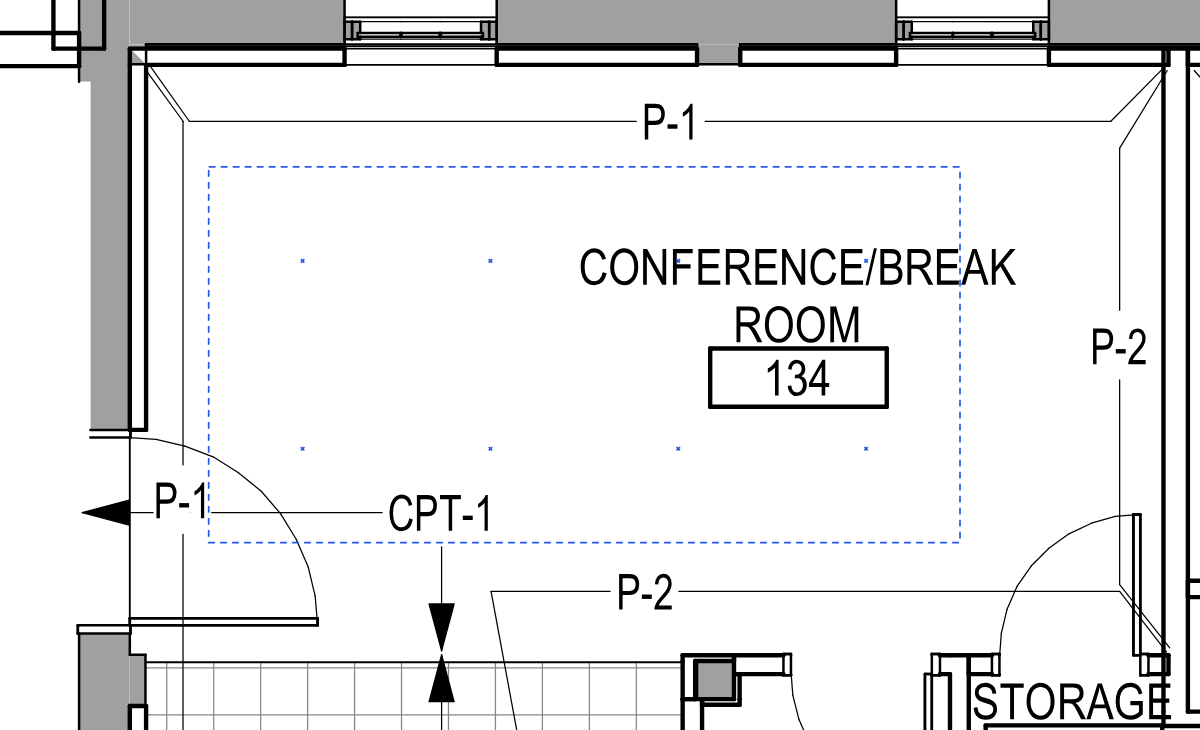 P-1
CONFERENCE/BREAK
ROOM
134
P-2
P-1
CPT-1
P-2
STORAGE